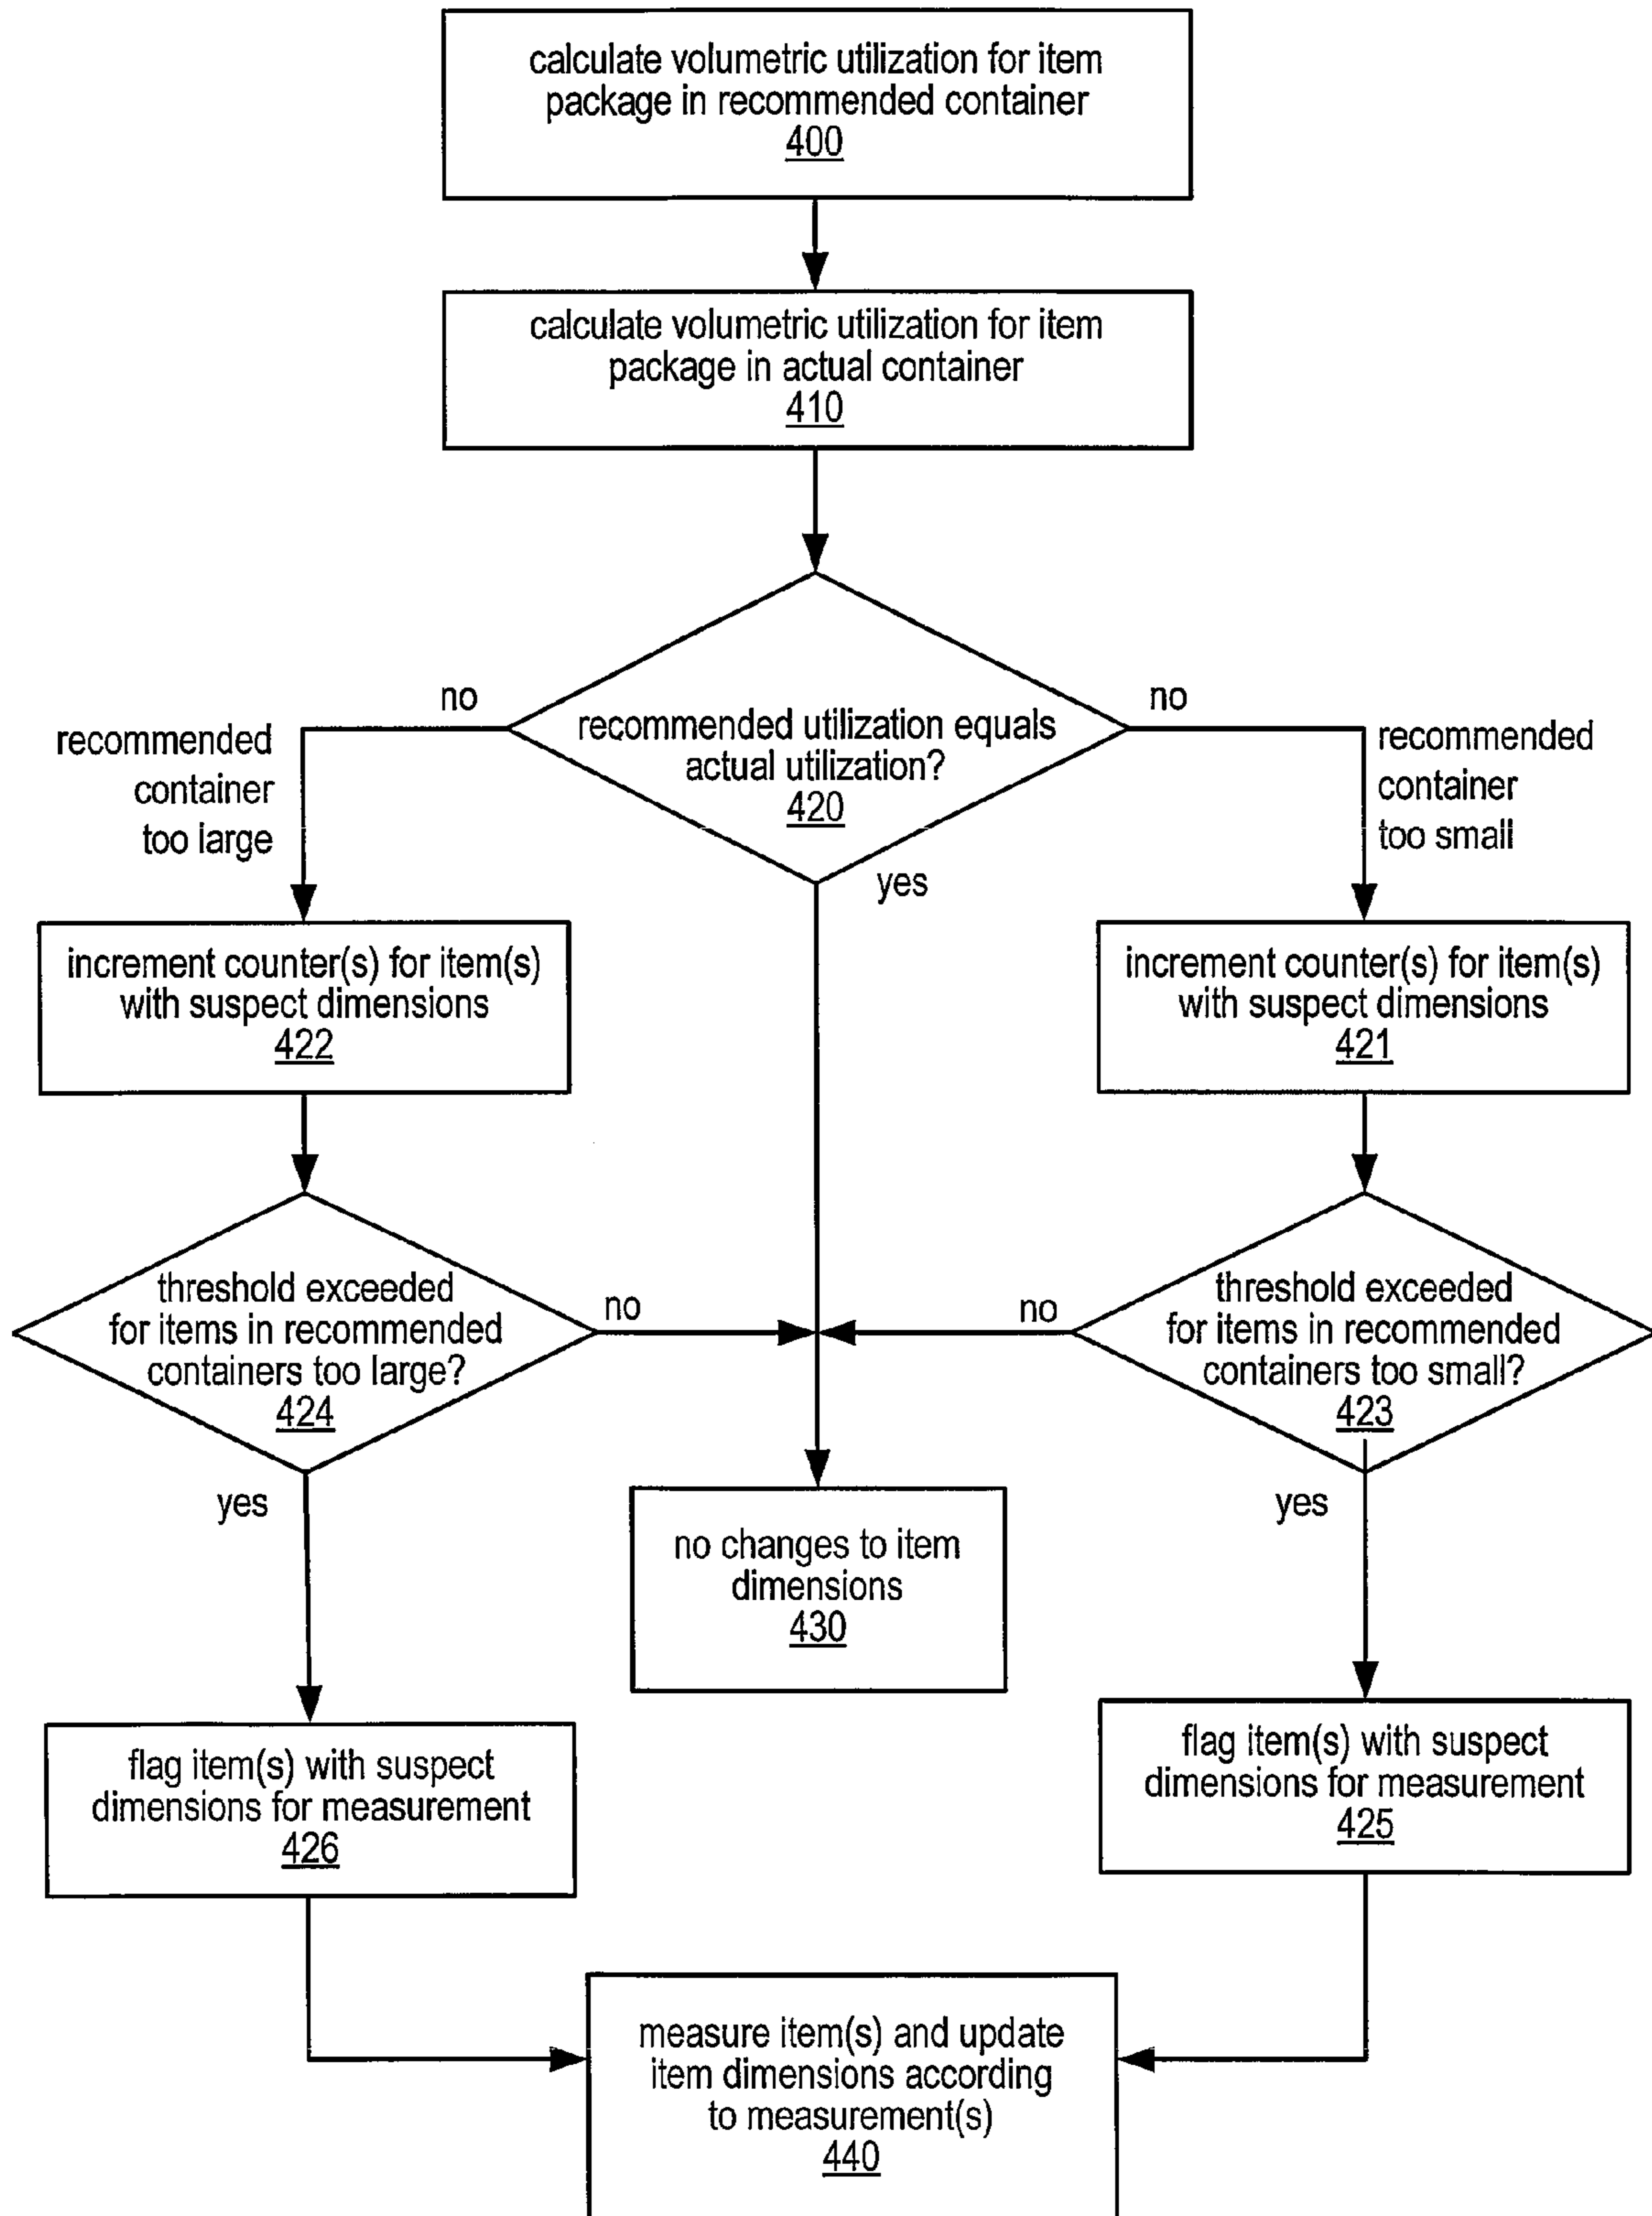 calculate volumetric utilization for item
package in recommended container
400
calculate volumetric utilization for item
package in actual container
410
no
no
recommended
container
too large
recommended utilization equals
actual utilization?
420
recommended
container
too small
yes
increment counter(s) for item(s)
with suspect dimensions
422
increment counter(s) for item(s)
with suspect dimensions
421
threshold exceeded
for items in recommended
containers too large?
424
no
no
threshold exceeded
for items in recommended
containers too small?
423
yes
yes
no changes to item
dimensions
430
flag item(s) with suspect
dimensions for measurement
426
flag item(s) with suspect
dimensions for measurement
425
measure item(s) and update
item dimensions according
to measurement(s)
440